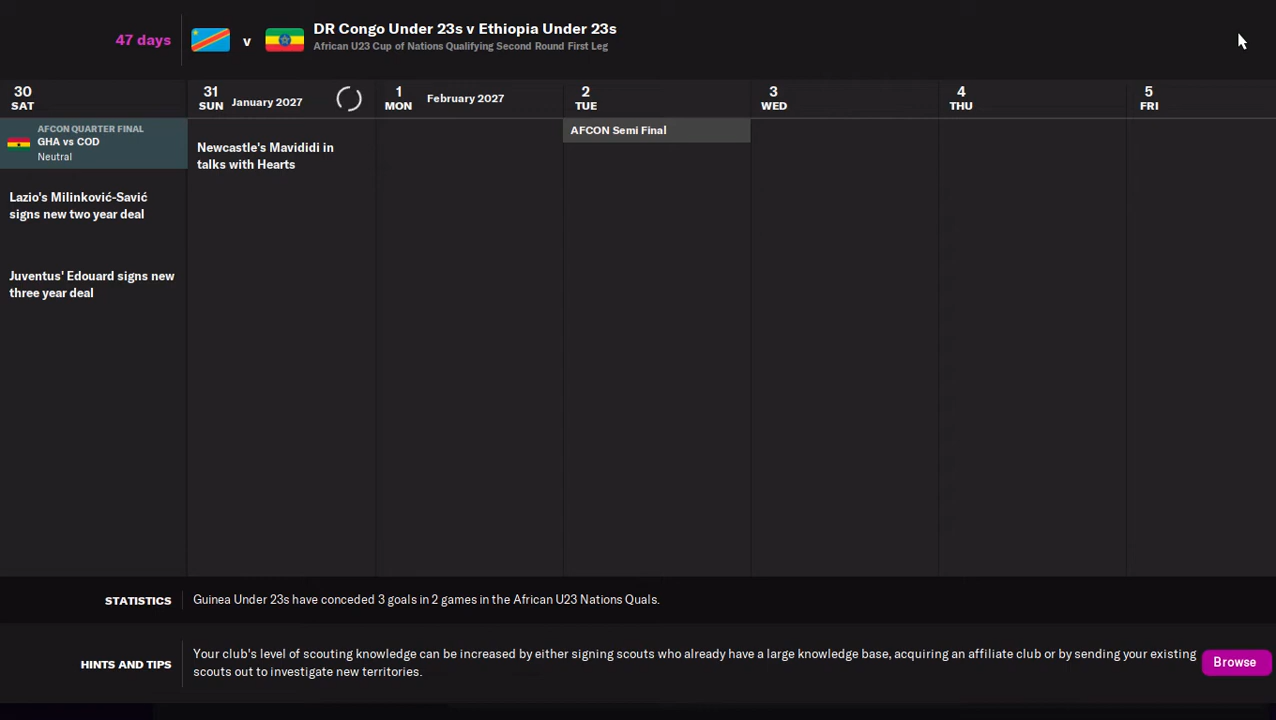 47 days
v
DR Congo Under 23s v Ethiopia Under 23s
African U23 Cup of Nations Qualifying Second Round First Leg
30
SAT
31
SUN
January 2027
1
MON
February 2027
2
TUE
3
WED
4
THU
5
FRI
AFCON QUARTER FINAL
GHA vs COD
Neutral
Lazio's Milinković-Savić
signs new two year deal
Juventus' Edouard signs new
three year deal
Newcastle's Mavididi in
talks with Hearts
AFCON Semi Final
STATISTICS
Guinea Under 23s have conceded 3 goals in 2 games in the African U23 Nations Quals.
HINTS AND TIPS
Your club's level of scouting knowledge can be increased by either signing scouts who already have a large knowledge base, acquiring an affiliate club or by sending your existing
scouts out to investigate new territories.
Browse